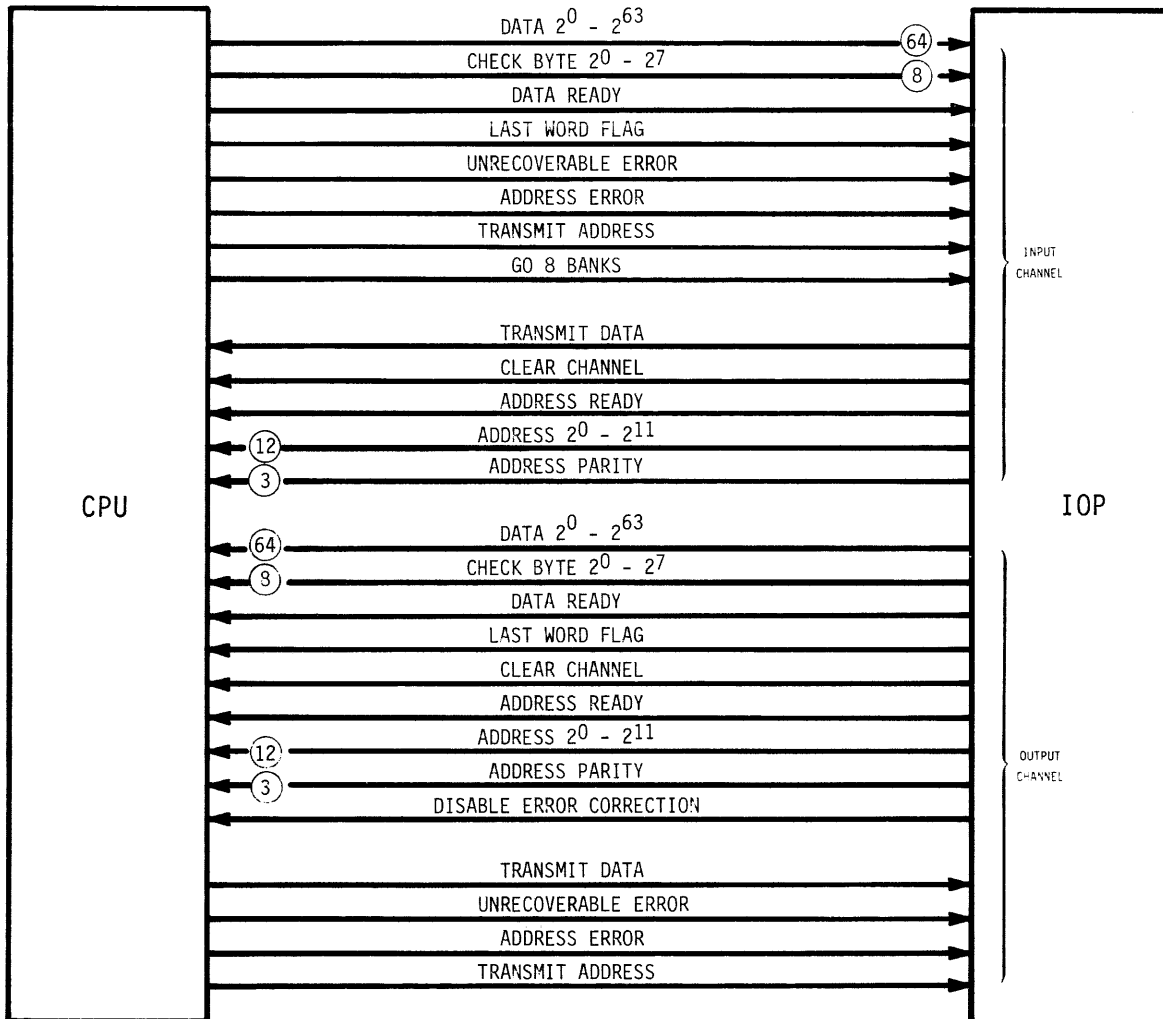 DATA 2⁰ - 2⁶³
64
CHECK BYTE 2⁰ - 2⁷
8
DATA READY
LAST WORD FLAG
UNRECOVERABLE ERROR
ADDRESS ERROR
TRANSMIT ADDRESS
GO 8 BANKS
INPUT
CHANNEL
TRANSMIT DATA
CLEAR CHANNEL
ADDRESS READY
12
ADDRESS 2⁰ - 2¹¹
3
ADDRESS PARITY
CPU
IOP
64
DATA 2⁰ - 2⁶³
8
CHECK BYTE 2⁰ - 2⁷
DATA READY
LAST WORD FLAG
CLEAR CHANNEL
ADDRESS READY
12
ADDRESS 2⁰ - 2¹¹
3
ADDRESS PARITY
DISABLE ERROR CORRECTION
OUTPUT
CHANNEL
TRANSMIT DATA
UNRECOVERABLE ERROR
ADDRESS ERROR
TRANSMIT ADDRESS